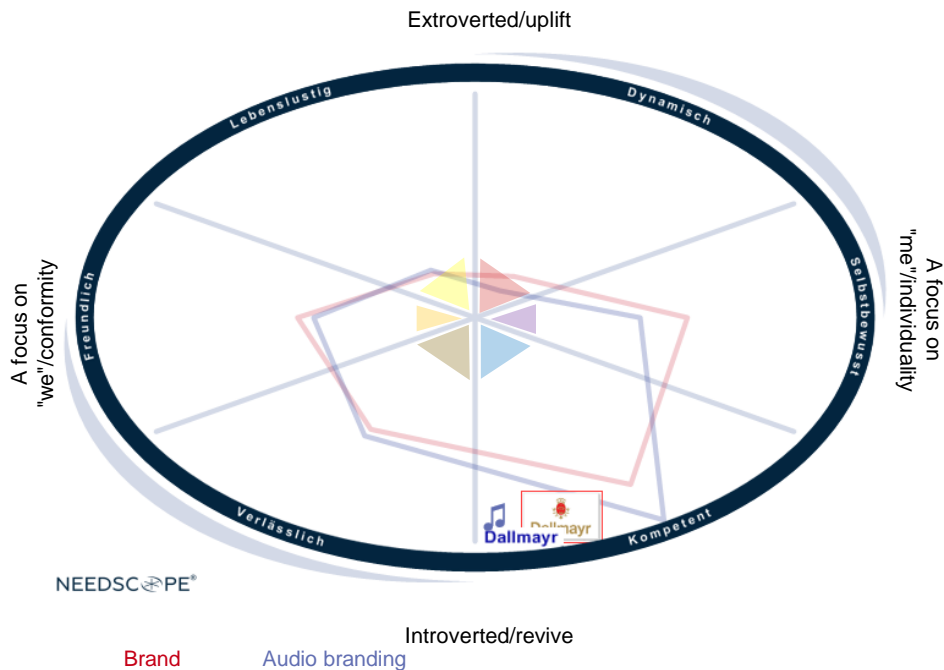 Extroverted/uplift
Lebenslustig
Dynamisch
A focus on
"we"/conformity
Freundlich
Selbstbewusst
A focus on
"me"/individuality
Verlässlich
Kompetent
Dallmayr
Dallmayr
NEEDSCOPE®
Introverted/revive
Brand
Audio branding